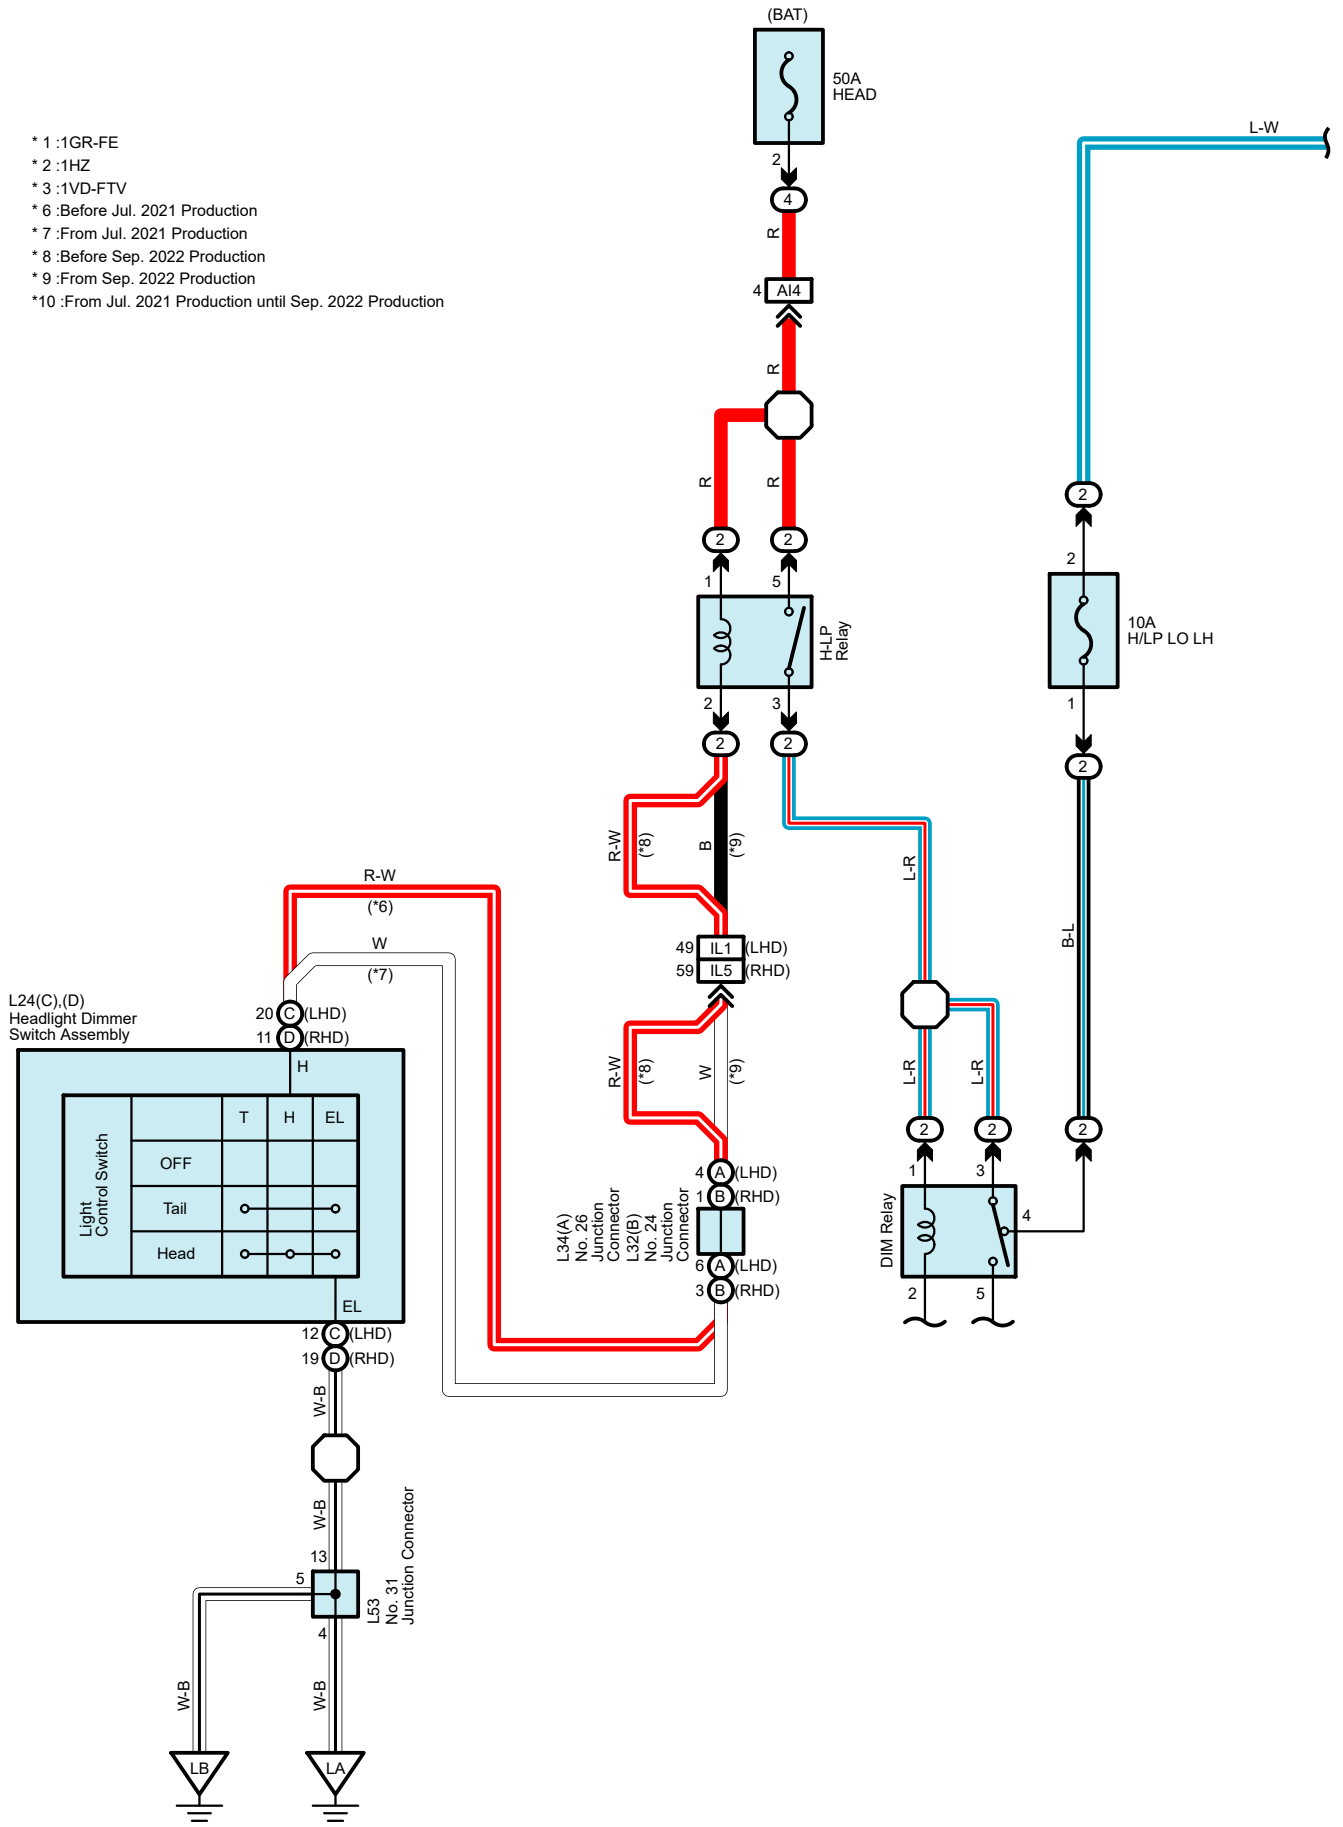 (BAT)
50A
HEAD
2
4
R
4 AI4
R
R
R
2
2
1
5
H-LP
Relay
2
3
2
2
* 1 :1GR-FE
* 2 :1HZ
* 3 :1VD-FTV
* 6 :Before Jul. 2021 Production
* 7 :From Jul. 2021 Production
* 8 :Before Sep. 2022 Production
* 9 :From Sep. 2022 Production
*10 :From Jul. 2021 Production until Sep. 2022 Production
L-W
2
2
10A
H/LP LO LH
1
2
B-L
2
R-W
(*8)
B
(*9)
49 IL1 (LHD)
59 IL5 (RHD)
R-W
(*8)
W
(*9)
4 A (LHD)
1 B (RHD)
L34(A)
No. 26
Junction
Connector
L32(B)
No. 24
Junction
Connector
6 A (LHD)
3 B (RHD)
L-R
L-R
L-R
2
2
1
3
DIM Relay
4
2
5
R-W
(*6)
W
(*7)
L24(C),(D)
Headlight Dimmer
Switch Assembly
20 C (LHD)
11 D (RHD)
H
Light
Control Switch
T H EL
OFF
Tail
Head
EL
12 C (LHD)
19 D (RHD)
W-B
W-B
13
5
4
L53
No. 31
Junction Connector
W-B
W-B
LB
LA